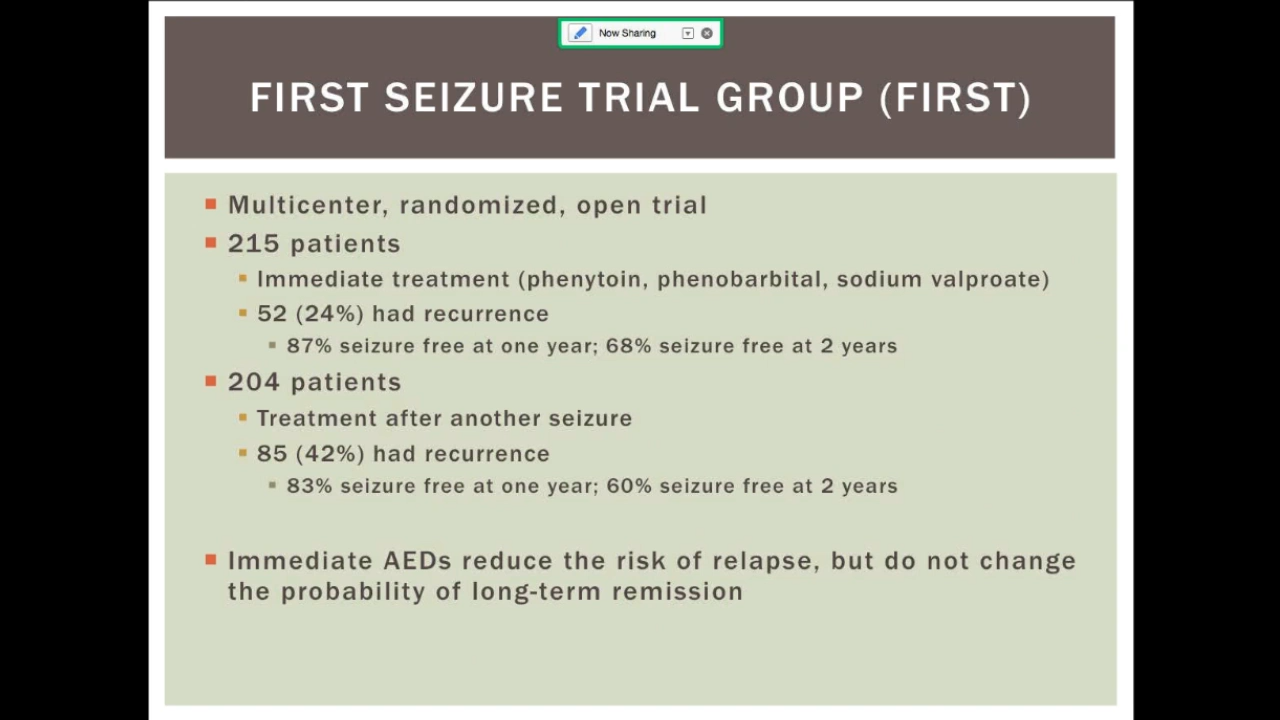 Now Sharing
FIRST SEIZURE TRIAL GROUP (FIRST)
Multicenter, randomized, open trial
215 patients
Immediate treatment (phenytoin, phenobarbital, sodium valproate)
52 (24%) had recurrence
87% seizure free at one year; 68% seizure free at 2 years
204 patients
Treatment after another seizure
85 (42%) had recurrence
83% seizure free at one year; 60% seizure free at 2 years
Immediate AEDs reduce the risk of relapse, but do not change
the probability of long-term remission